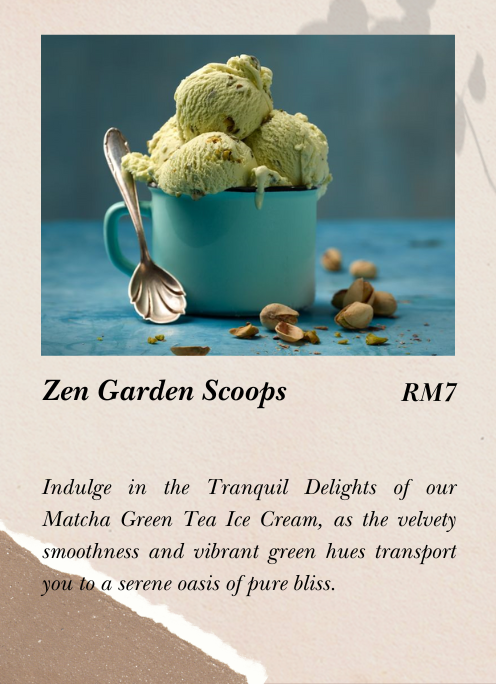 Zen Garden Scoops RM7
Indulge in the Tranquil Delights of our
Matcha Green Tea Ice Cream, as the velvety
smoothness and vibrant green hues transport
you to a serene oasis of pure bliss.